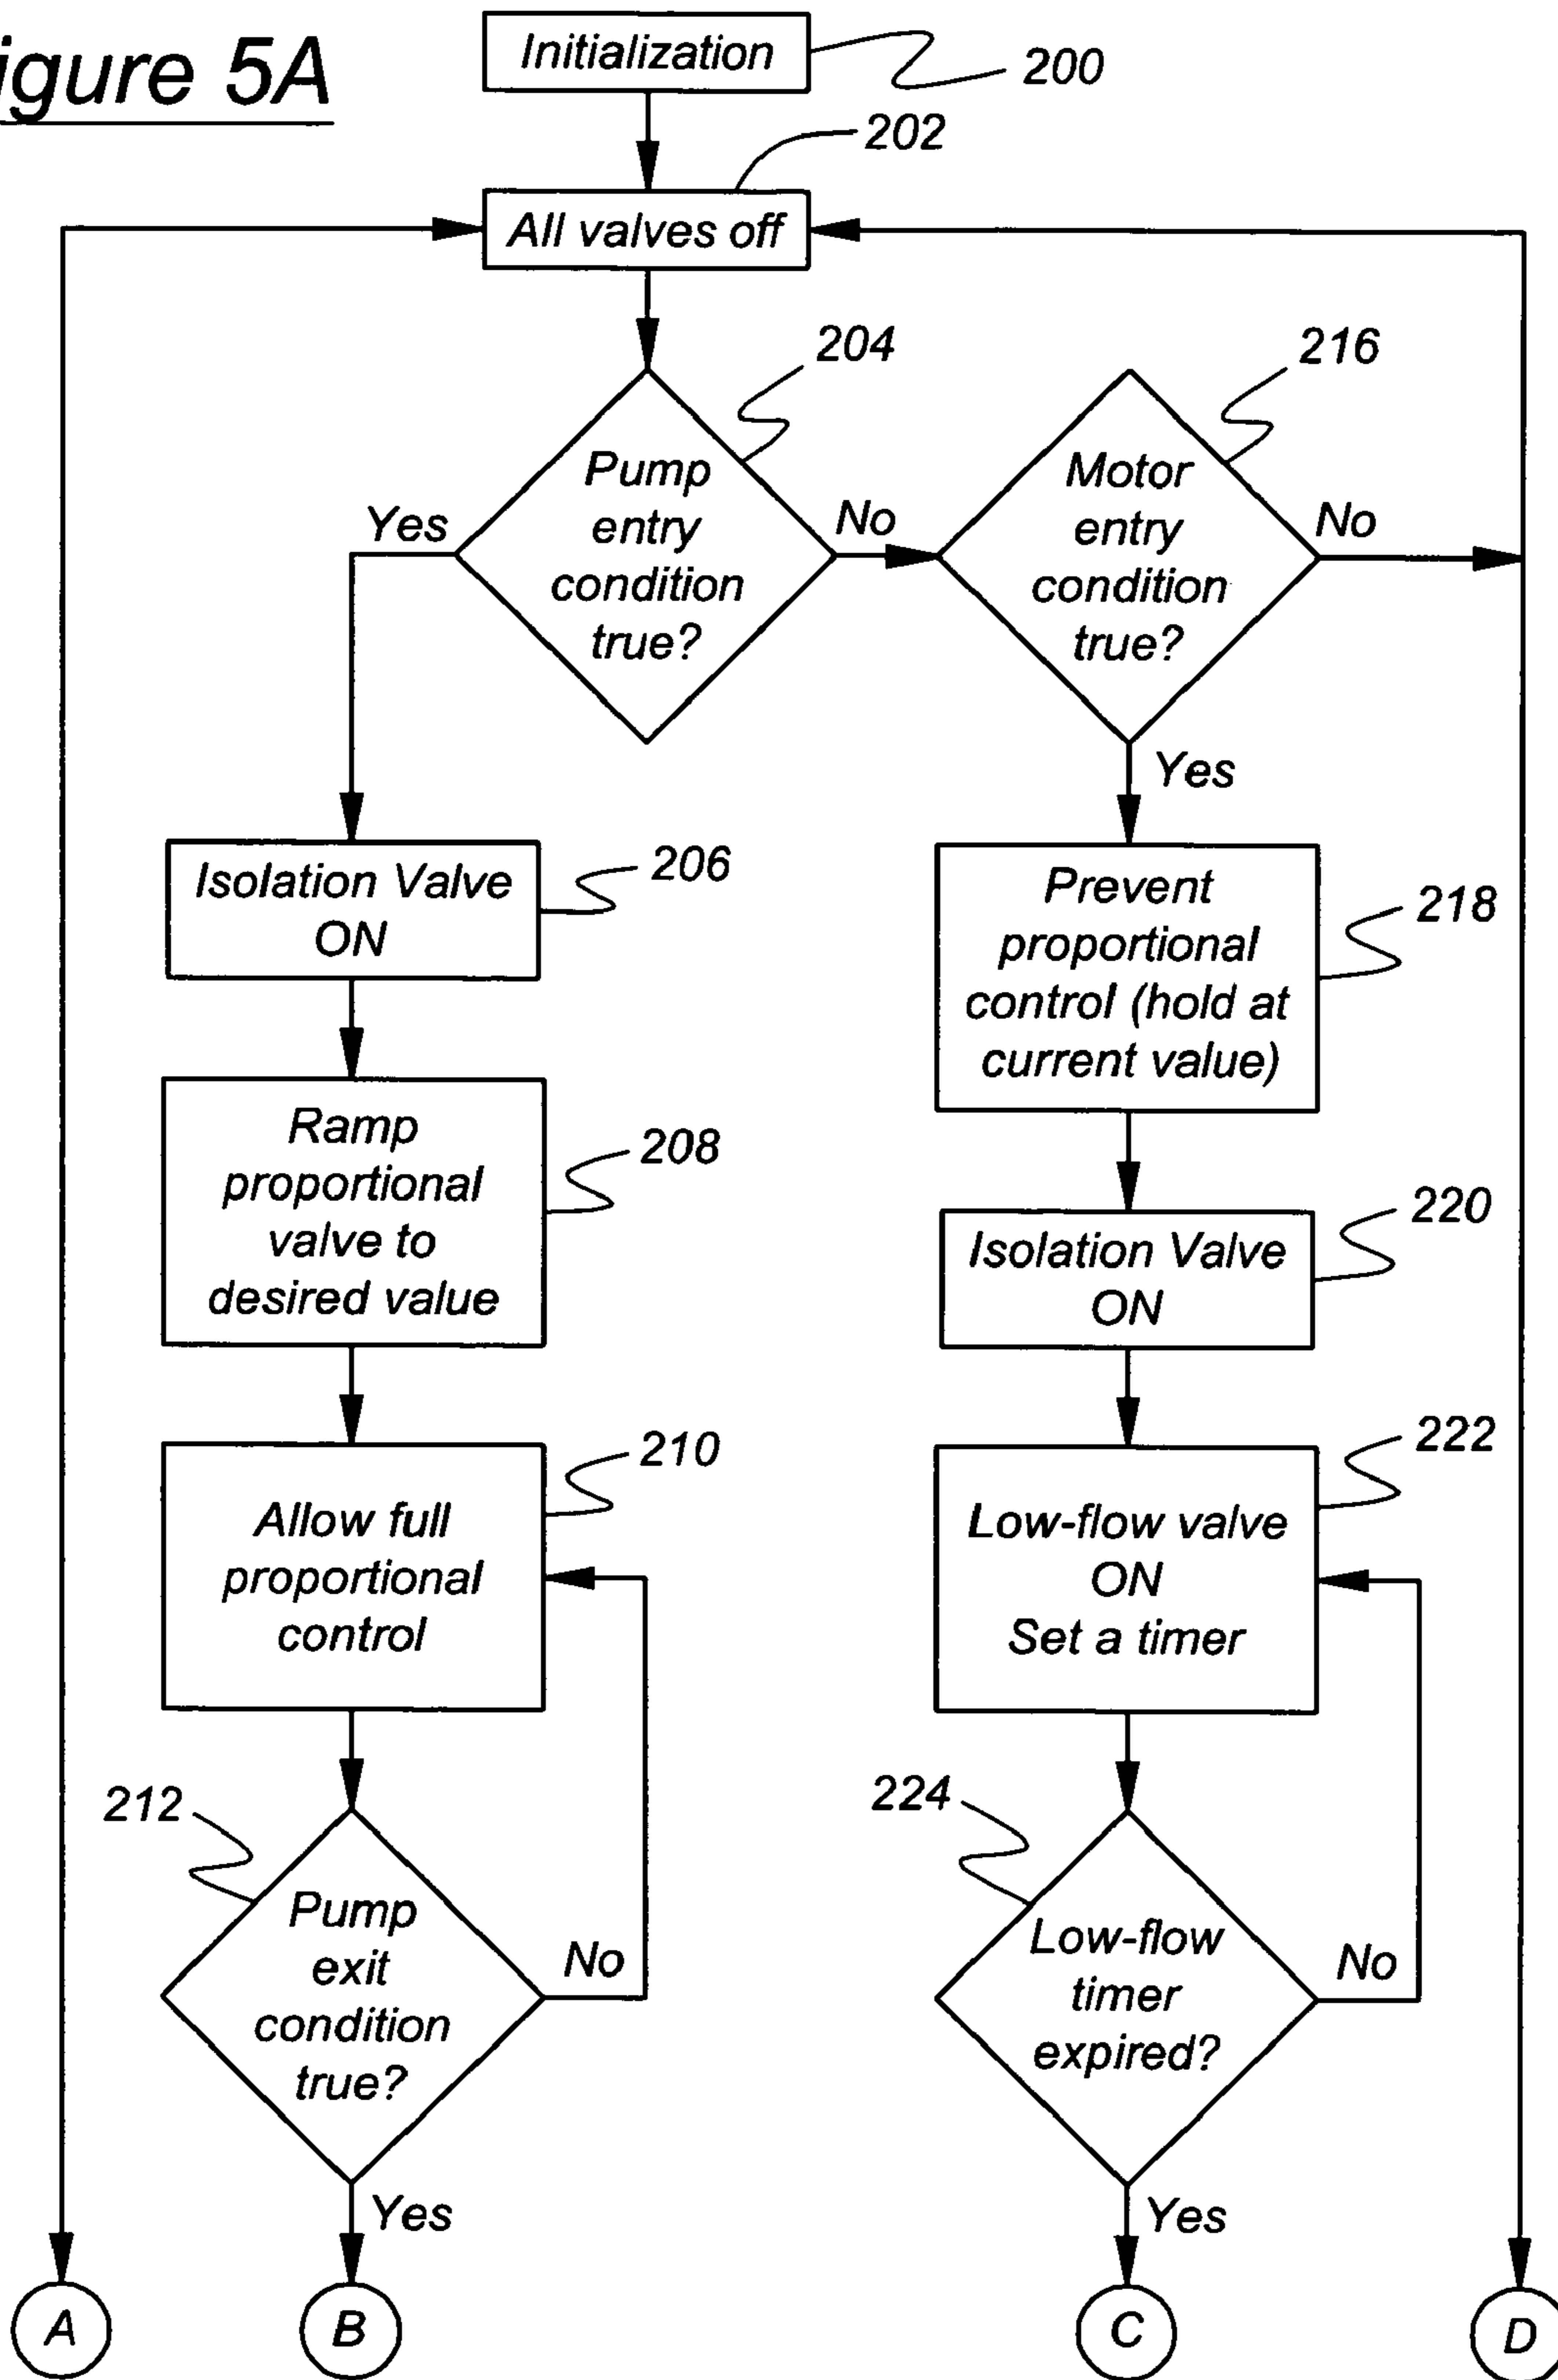 igure 5A
Initialization
200
202
All valves off
204
216
Pump
entry
condition
true?
Yes
No
Motor
entry
condition
true?
No
Yes
Isolation Valve
ON
206
Prevent
proportional
control (hold at
current value)
218
Ramp
proportional
valve to
desired value
208
Isolation Valve
ON
220
Allow full
proportional
control
210
Low-flow valve
ON
Set a timer
222
212
Pump
exit
condition
true?
No
Yes
224
Low-flow
timer
expired?
No
Yes
A
B
C
D